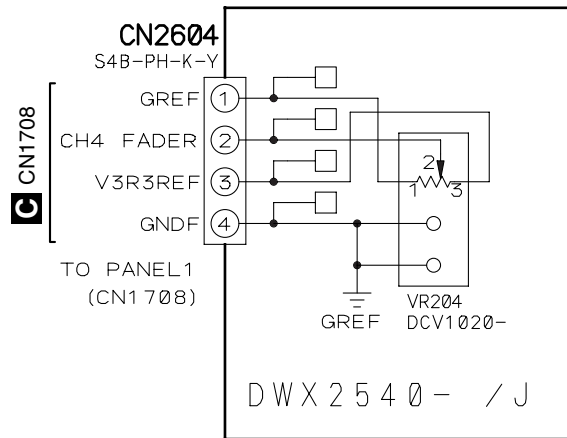 CN2604
S4B-PH-K-Y
GREF 1
CH4 FADER 2
V3R3REF 3
GNDF 4
C CN1708
TO PANEL1
(CN1708)
2
1 3
GREF
VR204
DCV1020-
DWX2540- /J